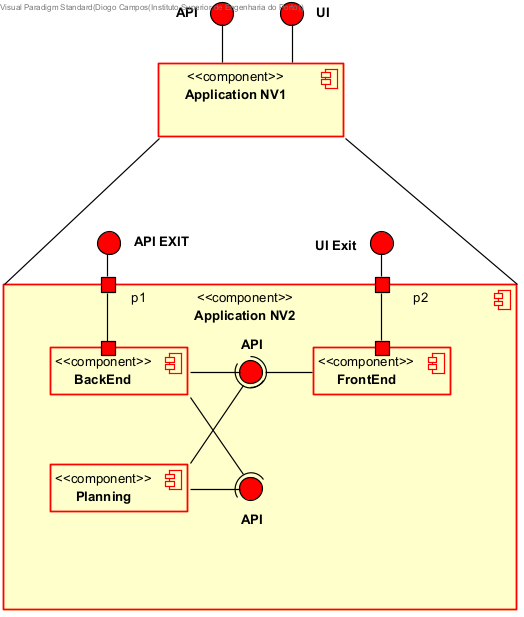 Visual Paradigm Standard(Diogo Campos(Instituto Superior de Engenharia do Porto))
API
UI
<<component>>
Application NV1
API EXIT
UI Exit
p1
<<component>>
p2
Application NV2
API
<<component>>
BackEnd
<<component>>
FrontEnd
<<component>>
Planning
API